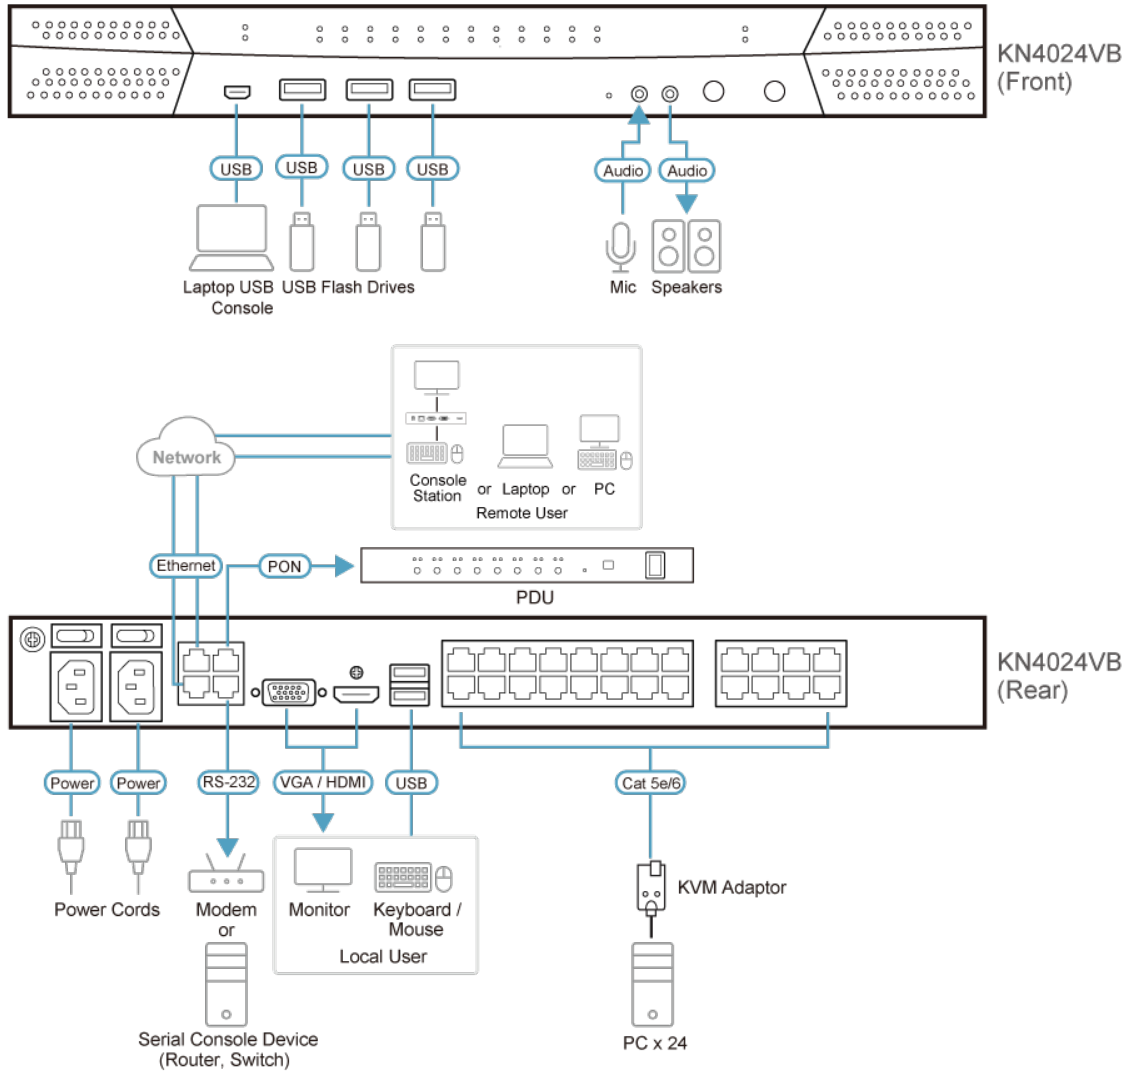 KN4024VB
(Front)
USB
USB
USB
USB
Audio
Audio
Laptop USB
Console
USB Flash Drives
Mic
Speakers
Network
Console
Station
or
Laptop
or
PC
Remote User
Ethernet
PON
PDU
KN4024VB
(Rear)
Power
Power
RS-232
VGA / HDMI
USB
Cat 5e/6
KVM Adaptor
Power Cords
Modem
or
Monitor
Keyboard /
Mouse
Local User
Serial Console Device
(Router, Switch)
PC x 24